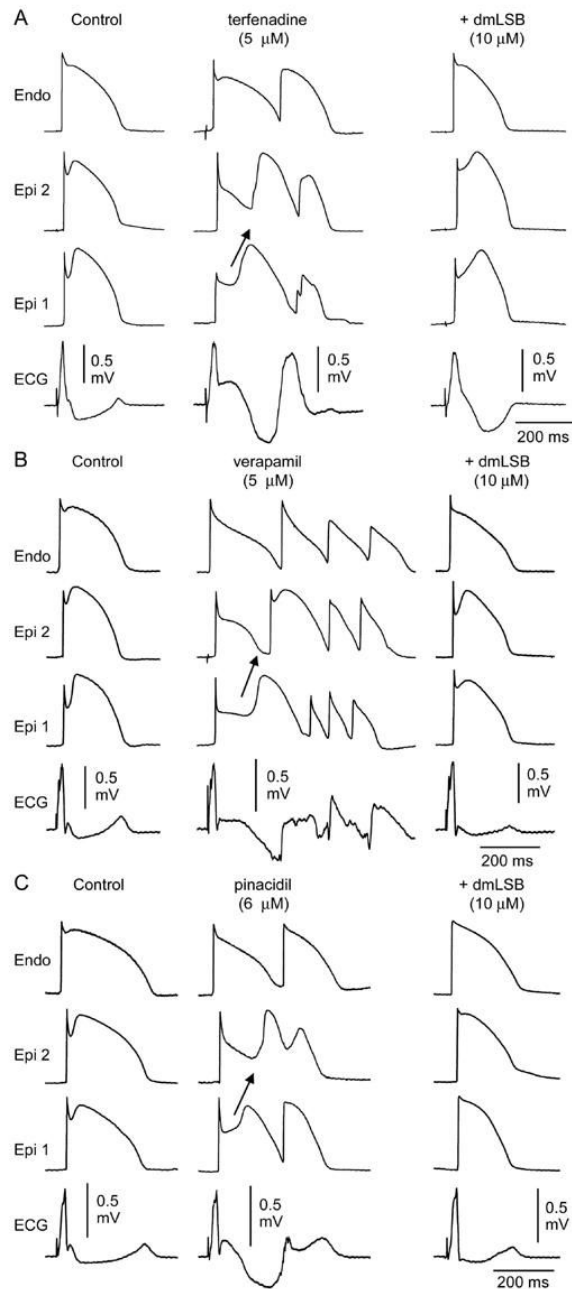 A
Control terfenadine + dmLSB
(5 µM) (10 µM)
Endo
Epi 2
Epi 1
0.5 mV 0.5 mV 0.5 mV
ECG
200 ms
B
Control verapamil + dmLSB
(5 µM) (10 µM)
Endo
Epi 2
Epi 1
0.5 mV 0.5 mV 0.5 mV
ECG
200 ms
C
Control pinacidil + dmLSB
(6 µM) (10 µM)
Endo
Epi 2
Epi 1
0.5 mV 0.5 mV 0.5 mV
ECG
200 ms